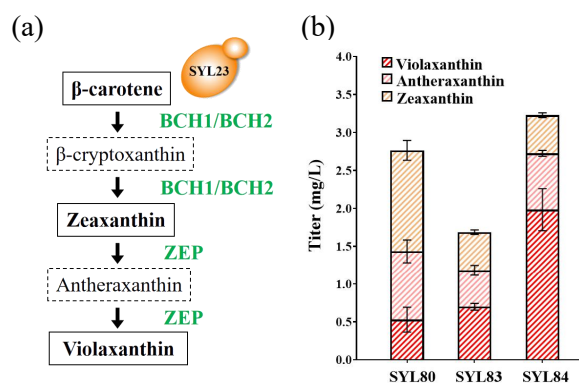 (a)
SYL23
β-carotene
BCH1/BCH2
β-cryptoxanthin
BCH1/BCH2
Zeaxanthin
ZEP
Antheraxanthin
ZEP
Violaxanthin
(b)
Violaxanthin
Antheraxanthin
Zeaxanthin
Titer (mg/L)
4.0
3.5
3.0
2.5
2.0
1.5
1.0
0.5
0.0
SYL80 SYL83 SYL84